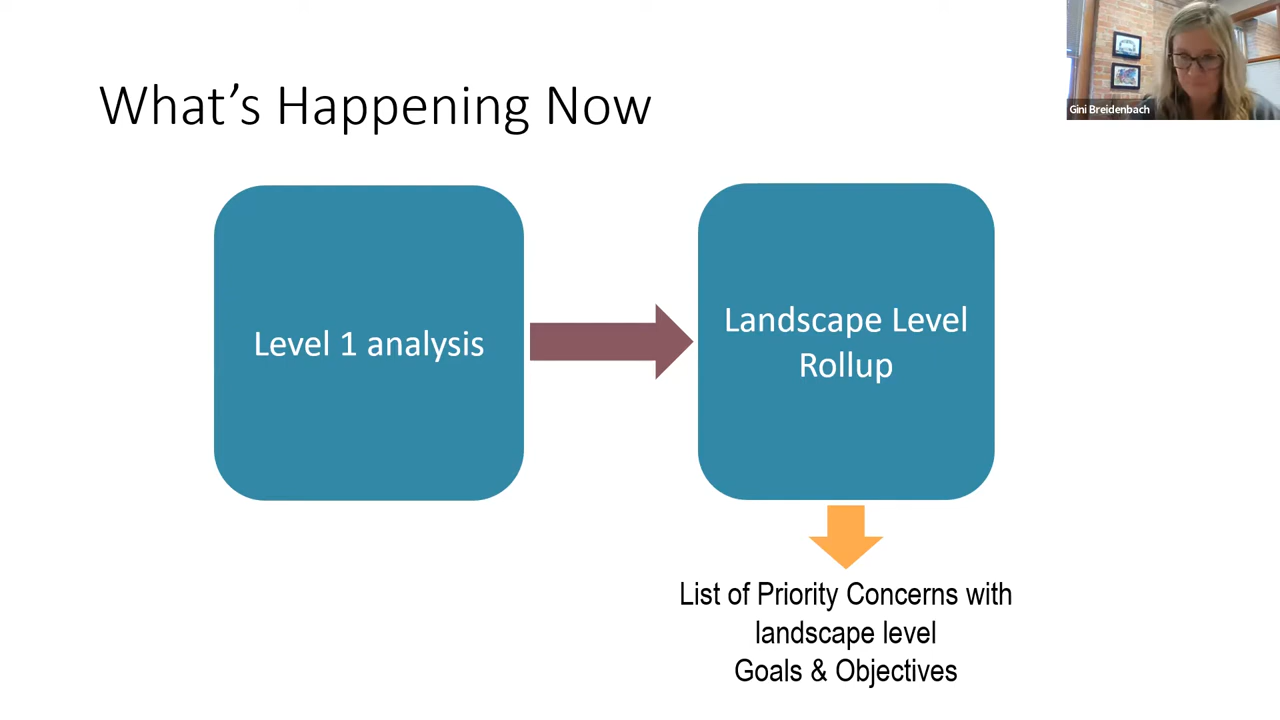 What's Happening Now
Gini Breidenbach
Level 1 analysis
Landscape Level
Rollup
List of Priority Concerns with
landscape level
Goals & Objectives